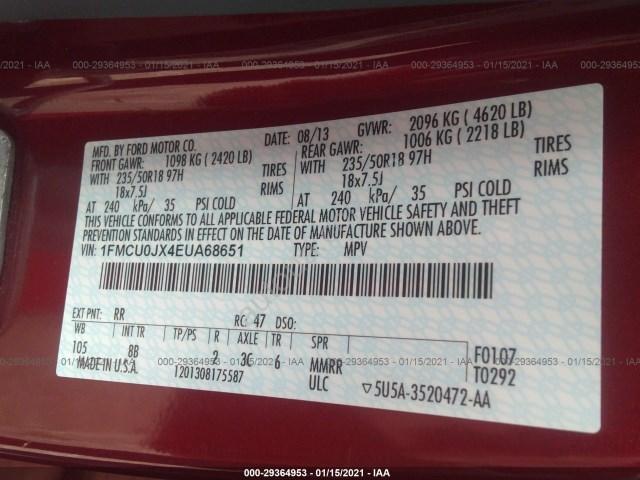 000-29364953 - 01/15/2021 - IAA 000-29364953 - 01/15/2021 - IAA 000-29364953 - 01/15/2021 - IAA
MFD. BY FORD MOTOR CO. DATE: 08/13 GVWR: 2096 KG ( 4620 LB)
FRONT GAWR: 1098 KG ( 2420 LB) REAR GAWR: 1006 KG ( 2218 LB)
WITH 235/50R18 97H TIRES WITH 235/50R18 97H TIRES
18x7.5J RIMS 18x7.5J RIMS
AT 240 kPa/ 35 PSI COLD AT 240 kPa/ 35 PSI COLD
THIS VEHICLE CONFORMS TO ALL APPLICABLE FEDERAL MOTOR VEHICLE SAFETY AND THEFT
PREVENTION STANDARDS IN EFFECT ON THE DATE OF MANUFACTURE SHOWN ABOVE.
VIN: 1FMCU0JX4EUA68651 TYPE: MPV
EXT PNT: RR RC: 47 DSO:
WB INT TR TP/PS R AXLE TR SPR F0107
105 8B 2 3C 6 MMRR T0292
MADE IN U.S.A. 1201308175587 ULC ▽5U5A-3520472-AA
000-29364953 - 01/15/2021 - IAA 000-29364953 - 01/15/2021 - IAA
000-29364953 - 01/15/2021 - IAA